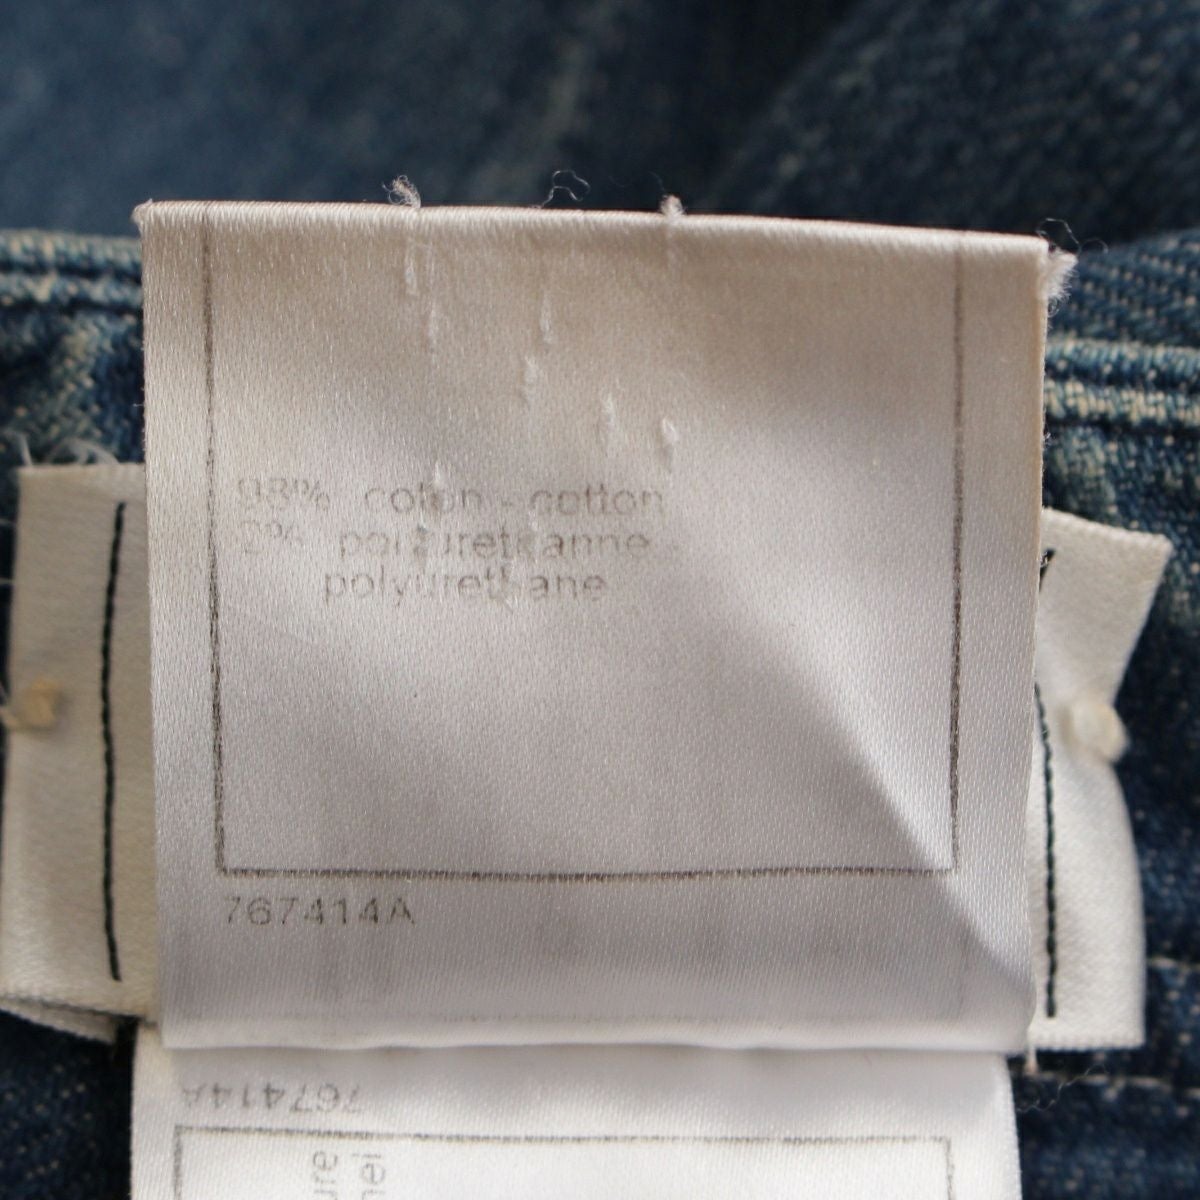 98% coton - cotton
2% polyurethanne
polyurethane
767414A
767414A